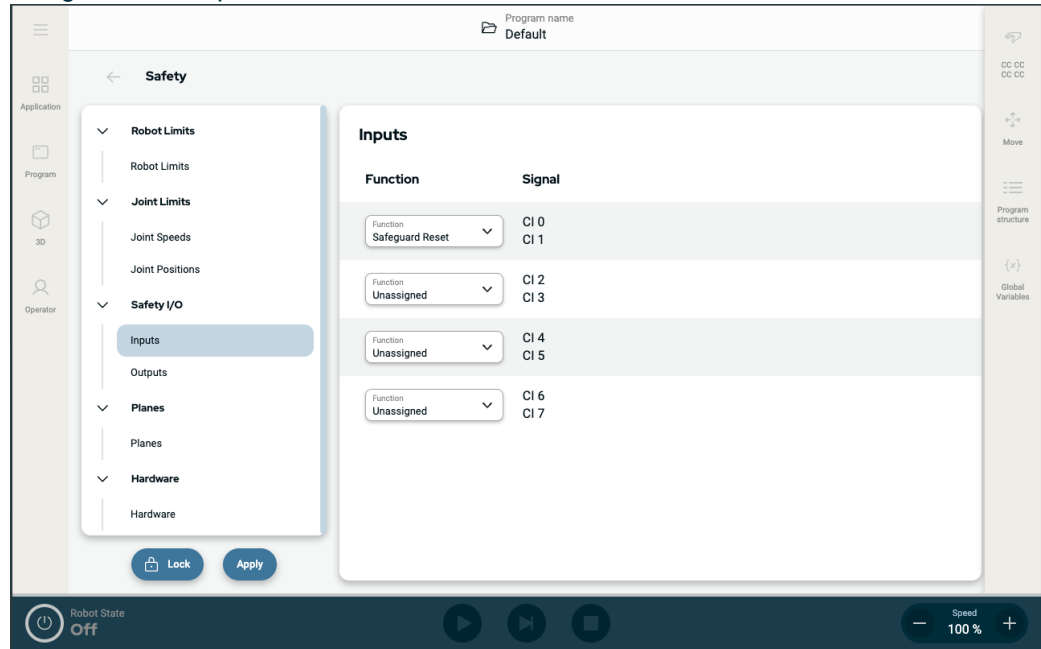 Program name
Default
Safety
Application
Program
3D
Operator
Robot Limits
Robot Limits
Joint Limits
Joint Speeds
Joint Positions
Safety I/O
Inputs
Outputs
Planes
Planes
Hardware
Hardware
Lock
Apply
Inputs
Function Signal
Function
Safeguard Reset
CI 0
CI 1
Function
Unassigned
CI 2
CI 3
Function
Unassigned
CI 4
CI 5
Function
Unassigned
CI 6
CI 7
CC CC
CC CC
Move
Program
structure
{x}
Global
Variables
Robot State
Off
Speed
100 %